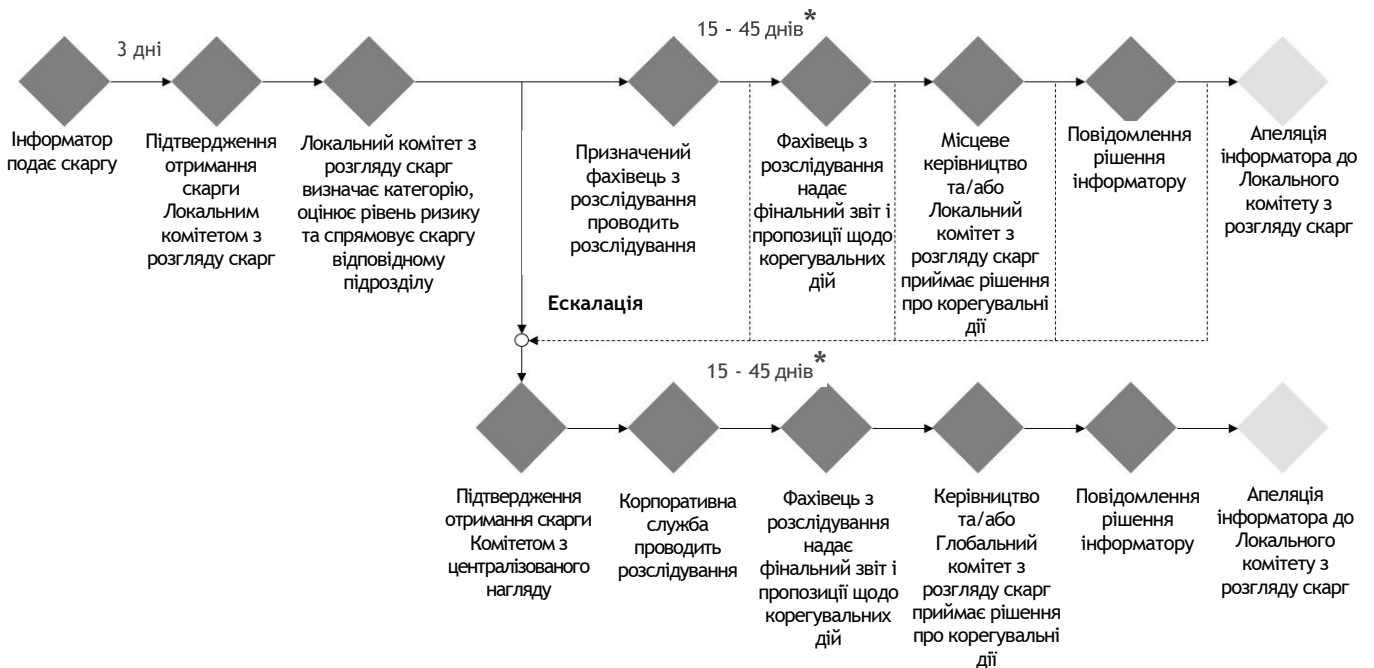 15 - 45 днів*
3 дні
Інформатор
подає скаргу
Підтвердження
отримання
скарги
Локальним
комітетом з
розгляду скарг
Локальний комітет з
розгляду скарг
визначає категорію,
оцінює рівень ризику
та спрямовує скаргу
відповідному
підрозділу
Призначений
фахівець з
розслідування
проводить
розслідування
Фахівець з
розслідування
надає
фінальний звіт і
пропозиції щодо
корегувальних
дій
Місцеве
керівництво
та/або
Локальний
комітет з
розгляду скарг
приймає рішення
про корегувальні
дії
Повідомлення
рішення
інформатору
Апеляція
інформатора до
Локального
комітету з
розгляду скарг
Ескалація
15 - 45 днів*
Підтвердження
отримання скарги
Комітетом з
централізованого
нагляду
Корпоративна
служба
проводить
розслідування
Фахівець з
розслідування
надає
фінальний звіт і
пропозиції щодо
корегувальних
дій
Керівництво
та/або
Глобальний
комітет з
розгляду скарг
приймає рішення
про корегувальні
дії
Повідомлення
рішення
інформатору
Апеляція
інформатора до
Локального
комітету з
розгляду скарг